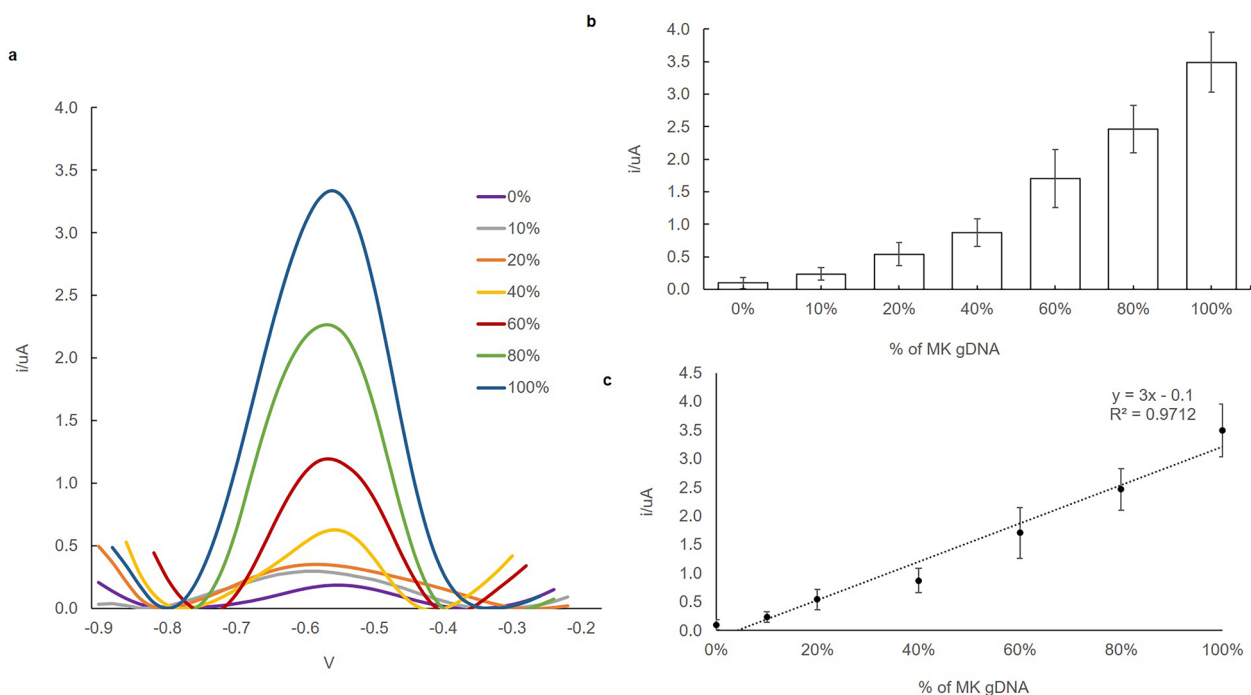 a
4.0
3.5
3.0
2.5
2.0
1.5
1.0
0.5
0.0
i/uA
-0.9 -0.8 -0.7 -0.6 -0.5 -0.4 -0.3 -0.2
V
0%
10%
20%
40%
60%
80%
100%
b
4.0
3.5
3.0
2.5
2.0
1.5
1.0
0.5
0.0
i/uA
0% 10% 20% 40% 60% 80% 100%
% of MK gDNA
c
4.5
4.0
3.5
3.0
2.5
2.0
1.5
1.0
0.5
0.0
i/uA
y = 3x - 0.1
R² = 0.9712
0% 20% 40% 60% 80% 100%
% of MK gDNA